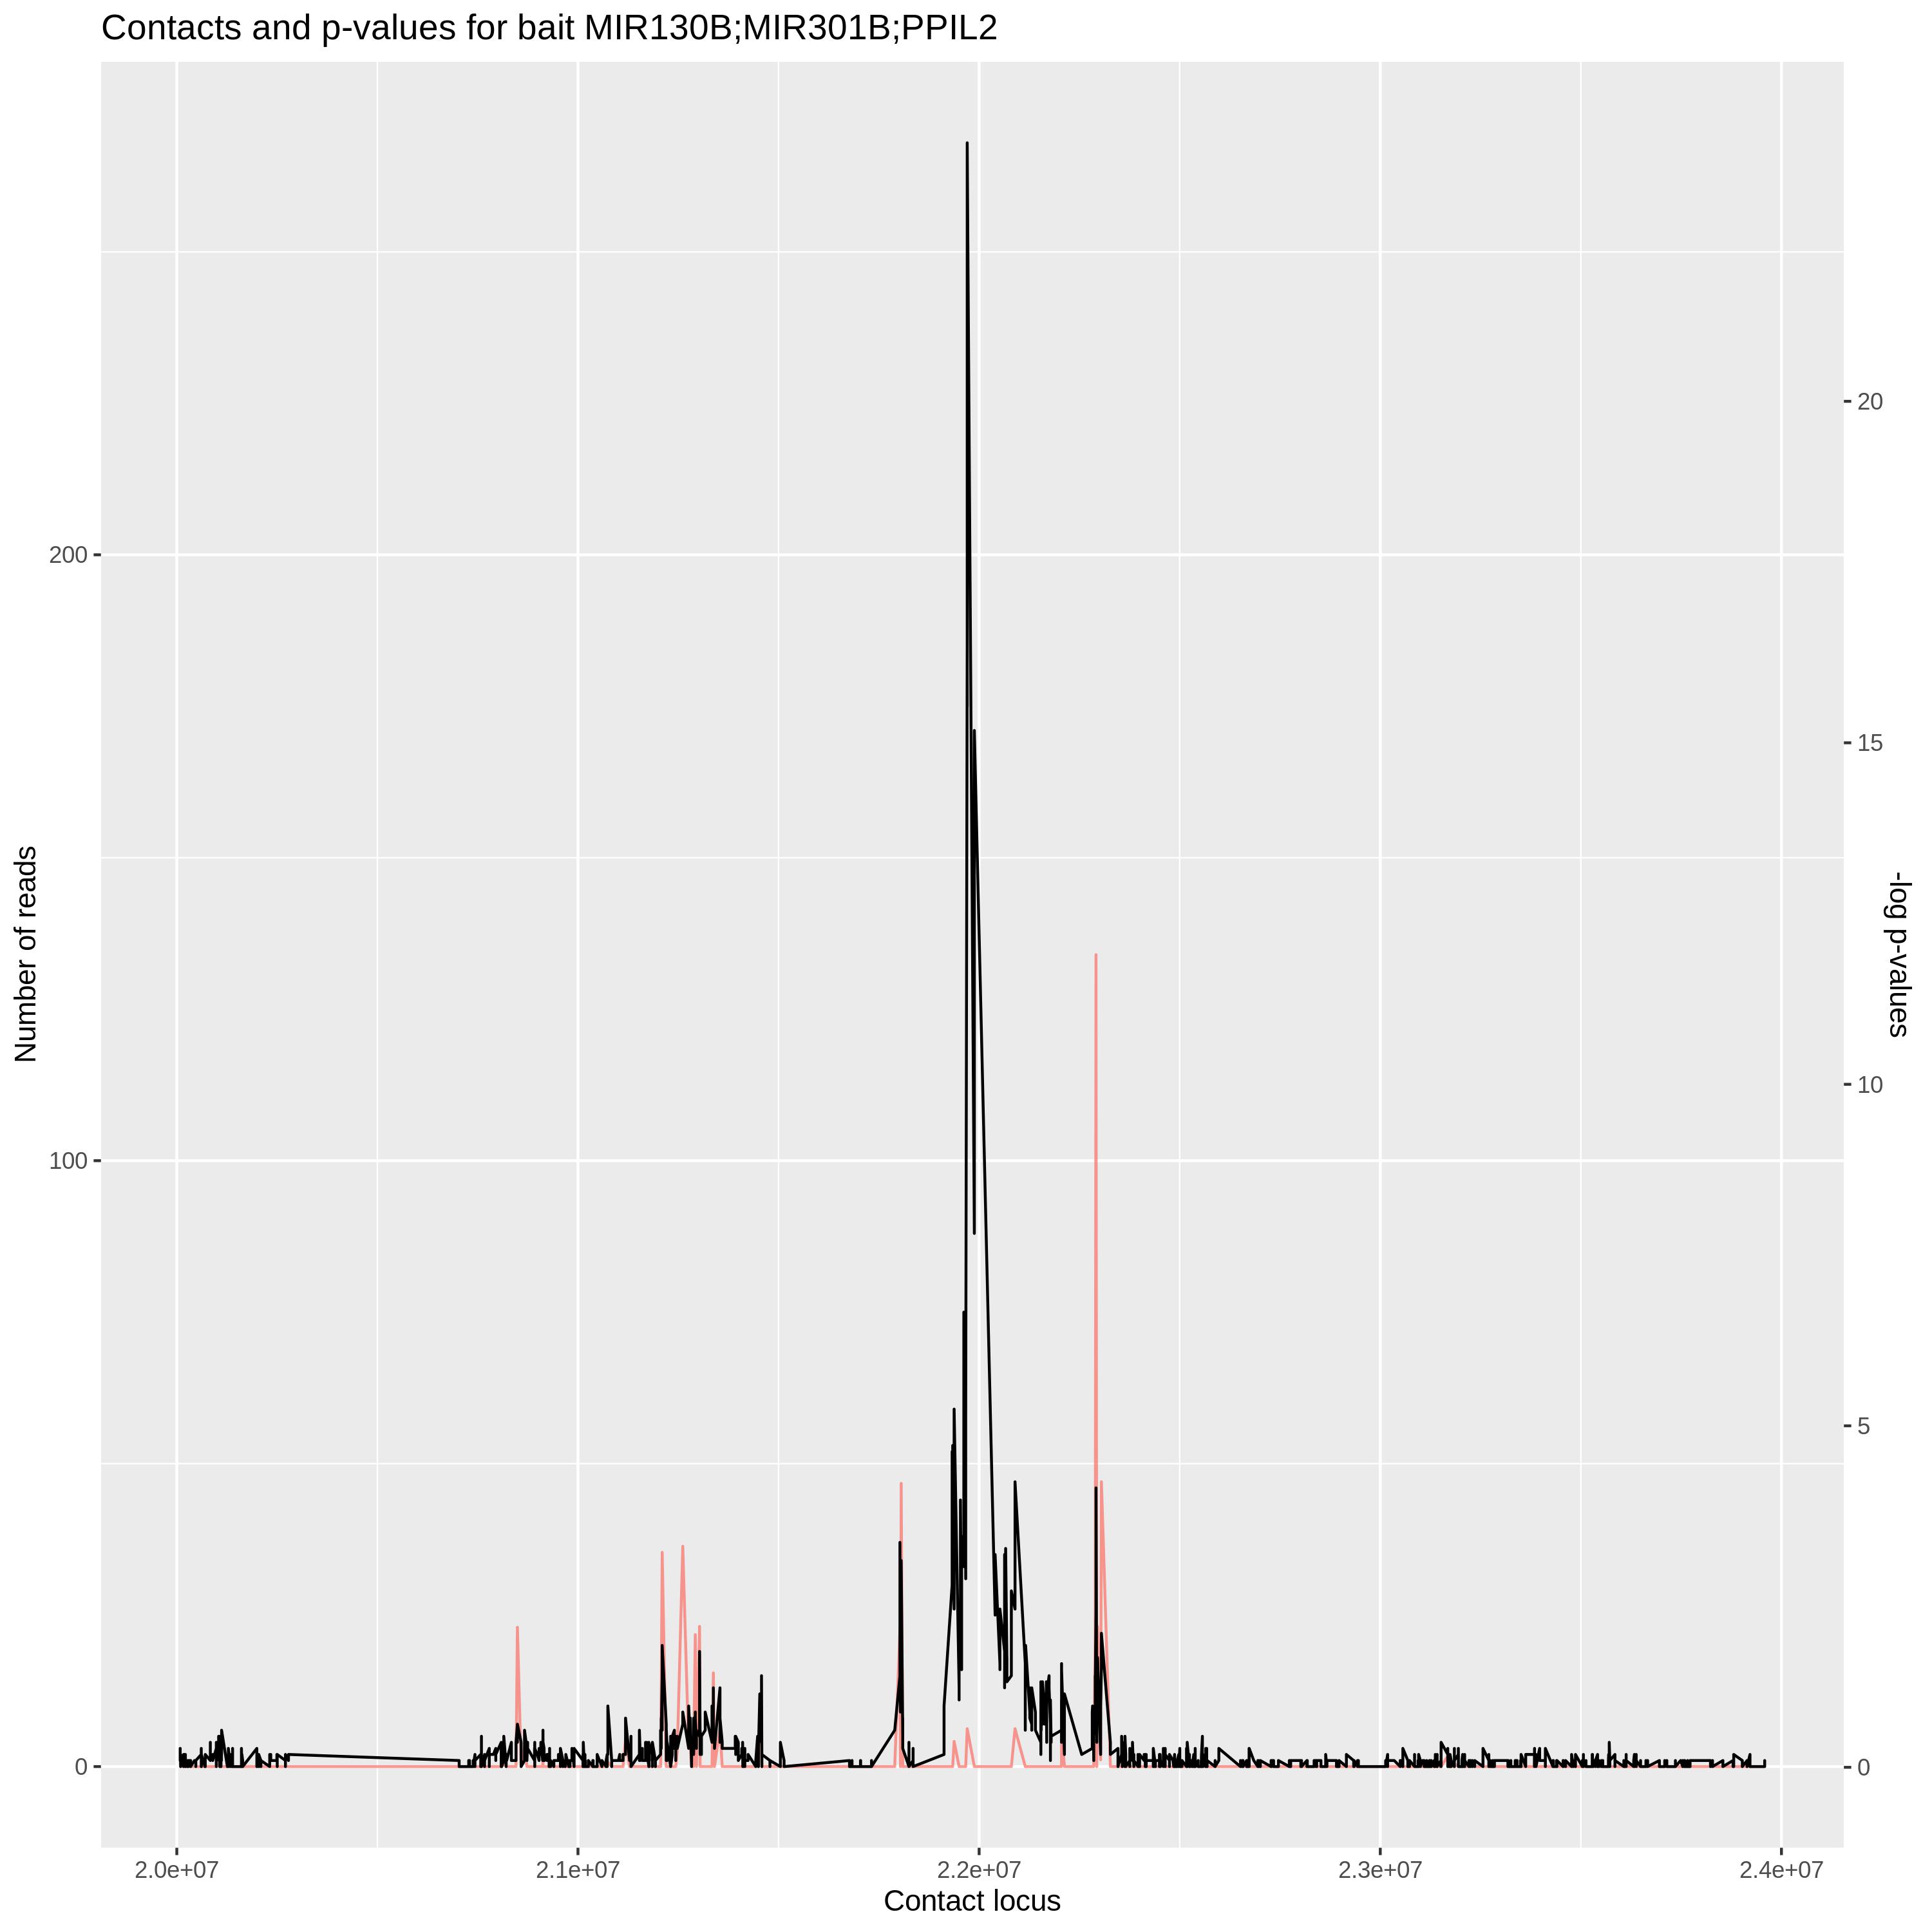 Contacts and p-values for bait MIR130B;MIR301B;PPIL2
Number of reads
200
100
0
20
15
10
5
0
-log p-values
2.0e+07 2.1e+07 2.2e+07 2.3e+07 2.4e+07
Contact locus